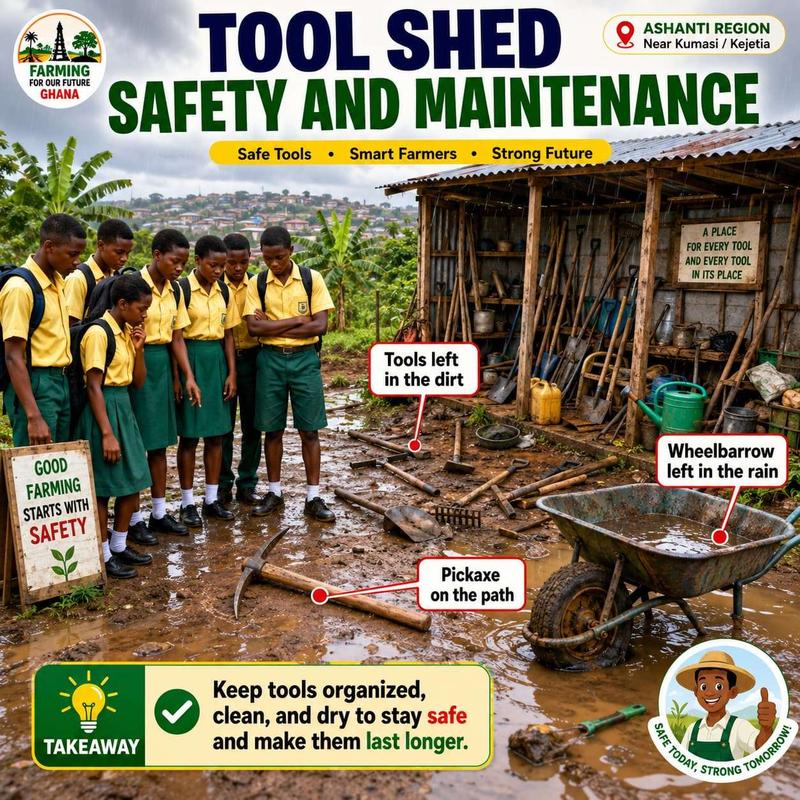 FARMING
FOR OUR FUTURE
GHANA
TOOL SHED
SAFETY AND MAINTENANCE
ASHANTI REGION
Near Kumasi / Kejetia
Safe Tools • Smart Farmers • Strong Future
A PLACE
FOR EVERY TOOL
AND EVERY TOOL
IN ITS PLACE
Tools left
in the dirt
Wheelbarrow
left in the rain
GOOD
FARMING
STARTS WITH
SAFETY
Pickaxe
on the path
TAKEAWAY
Keep tools organized,
clean, and dry to stay safe
and make them last longer.
SAFE TODAY, STRONG TOMORROW!